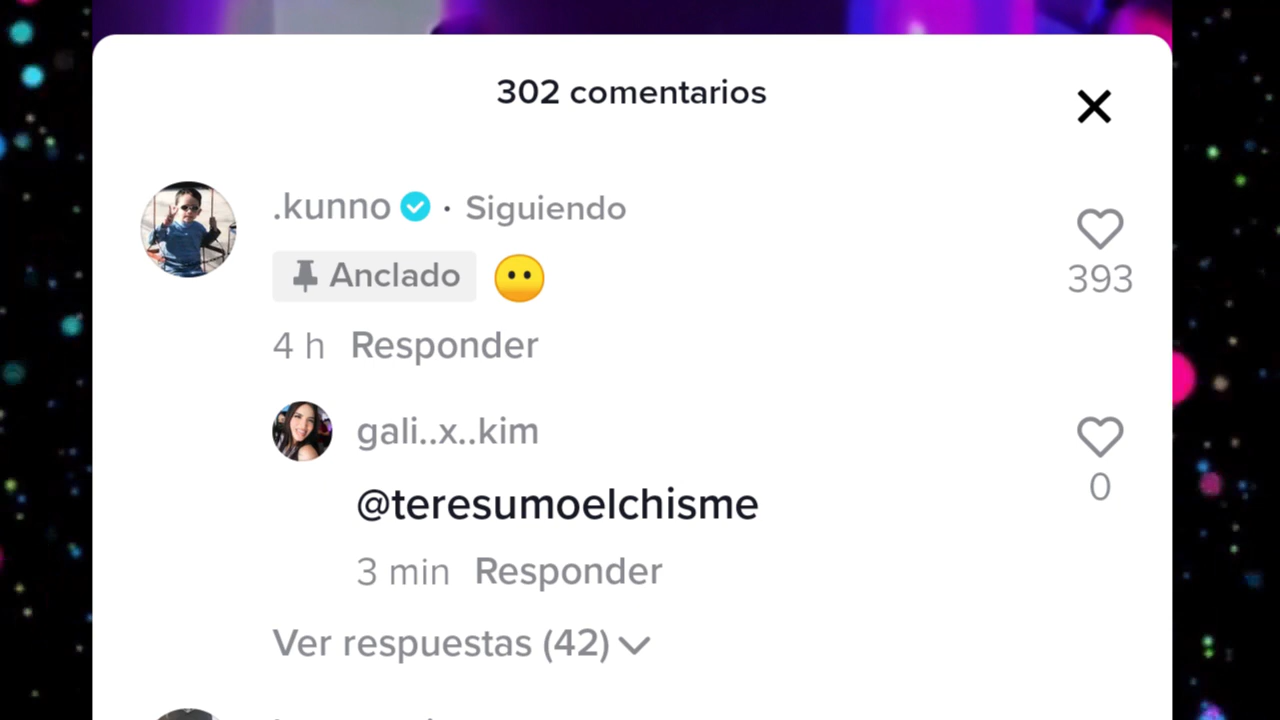 302 comentarios
.kunno · Siguiendo
393
Anclado 😶
4 h Responder
gali..x..kim
0
@teresumoelchisme
3 min Responder
Ver respuestas (42)